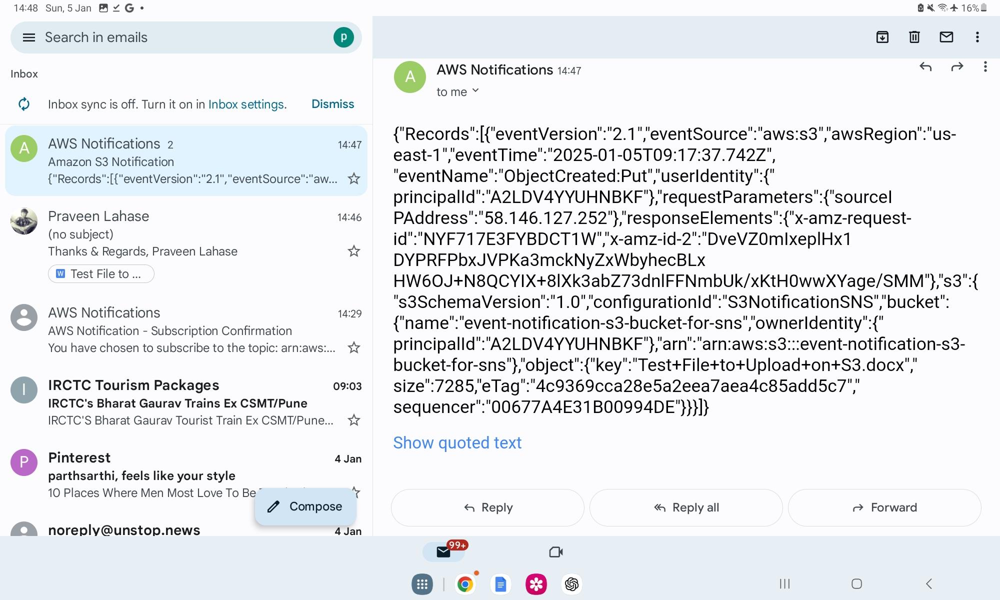 14:48 Sun, 5 Jan
16%
Search in emails
p
Inbox
Inbox sync is off. Turn it on in Inbox settings.
Dismiss
A
AWS Notifications 2
14:47
Amazon S3 Notification
{"Records":[{"eventVersion":"2.1","eventSource":"aw...
Praveen Lahase
14:46
(no subject)
Thanks & Regards, Praveen Lahase
W Test File to ...
AWS Notifications
14:29
AWS Notification - Subscription Confirmation
You have chosen to subscribe to the topic: arn:aws:...
I
IRCTC Tourism Packages
09:03
IRCTC's Bharat Gaurav Trains Ex CSMT/Pune
IRCTC'S Bharat Gaurav Tourist Train Ex CSMT/Pune...
P
Pinterest
4 Jan
parthsarthi, feels like your style
10 Places Where Men Most Love To Be
Compose
noreply@unstop.news
4 Jan
A
AWS Notifications 14:47
to me
{"Records":[{"eventVersion":"2.1","eventSource":"aws:s3","awsRegion":"us-
east-1","eventTime":"2025-01-05T09:17:37.742Z",
"eventName":"ObjectCreated:Put","userIdentity":{"
principalId":"A2LDV4YYUHNBKF"},"requestParameters":{"sourceI
PAddress":"58.146.127.252"},"responseElements":{"x-amz-request-
id":"NYF717E3FYBDCT1W","x-amz-id-2":"DveVZ0mIxeplHx1
DYPRFPbxJVPKa3mckNyZxWbyhecBLx
HW6OJ+N8QCYIX+8lXk3abZ73dnlFFNmbUk/xKtH0wwXYage/SMM"},"s3":{
"s3SchemaVersion":"1.0","configurationId":"S3NotificationSNS","bucket":
{"name":"event-notification-s3-bucket-for-sns","ownerIdentity":{"
principalId":"A2LDV4YYUHNBKF"},"arn":"arn:aws:s3:::event-notification-s3-
bucket-for-sns"},"object":{"key":"Test+File+to+Upload+on+S3.docx","
size":7285,"eTag":"4c9369cca28e5a2eea7aea4c85add5c7","
sequencer":"00677A4E31B00994DE"}}}]}
Show quoted text
Reply
Reply all
Forward
99+